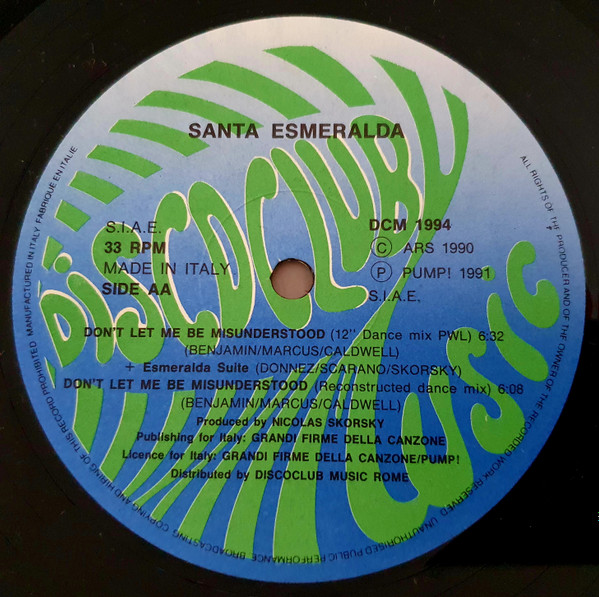 SANTA ESMERALDA
DISCOCLUB
MUSIC
S.I.A.E.
33 RPM
MADE IN ITALY
SIDE AA
DCM 1994
Ⓒ ARS 1990
Ⓟ PUMP! 1991
S.I.A.E.
DON'T LET ME BE MISUNDERSTOOD (12'' Dance mix PWL) 6:32
(BENJAMIN/MARCUS/CALDWELL)
+ Esmeralda Suite (DONNEZ/SCARANO/SKORSKY)
DON'T LET ME BE MISUNDERSTOOD (Reconstructed dance mix) 6:08
(BENJAMIN/MARCUS/CALDWELL)
Produced by NICOLAS SKORSKY
Publishing for Italy: GRANDI FIRME DELLA CANZONE
Licence for Italy: GRANDI FIRME DELLA CANZONE/PUMP!
Distributed by DISCOCLUB MUSIC ROME
ALL RIGHTS OF THE PRODUCER AND OF THE OWNER OF THE RECORDED WORK RESERVED. UNAUTHORISED PUBLIC PERFORMANCE BROADCASTING COPYING AND HIRING OF THIS RECORD PROHIBITED MANUFACTURED IN ITALY FABRIQUE EN ITALIE